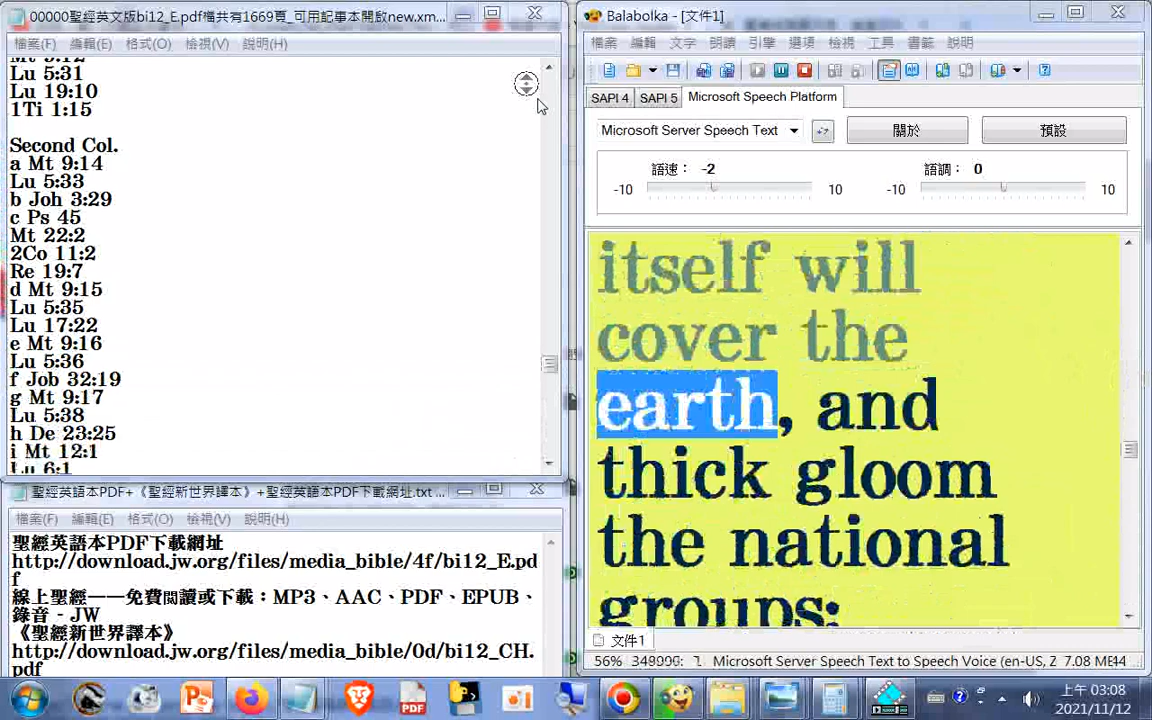 00000聖經英文版bi12_E.pdf檔共有1669頁_可用記事本開啟new.xm...
檔案(F) 編輯(E) 格式(O) 檢視(V) 說明(H)
Mt 9:12
Lu 5:31
Lu 19:10
1Ti 1:15
Second Col.
a Mt 9:14
Lu 5:33
b Joh 3:29
c Ps 45
Mt 22:2
2Co 11:2
Re 19:7
d Mt 9:15
Lu 5:35
Lu 17:22
e Mt 9:16
Lu 5:36
f Job 32:19
g Mt 9:17
Lu 5:38
h De 23:25
i Mt 12:1
Lu 6:1
聖經英語本PDF+《聖經新世界譯本》+聖經英語本PDF下載網址.txt ...
檔案(F) 編輯(E) 格式(O) 檢視(V) 說明(H)
聖經英語本PDF下載網址
http://download.jw.org/files/media_bible/4f/bi12_E.pd
f
線上聖經──免費閱讀或下載：MP3、AAC、PDF、EPUB、
錄音 - JW
《聖經新世界譯本》
http://download.jw.org/files/media_bible/0d/bi12_CH.
pdf
Balabolka - [文件1]
檔案 編輯 文字 朗讀 引擎 選項 檢視 工具 書籤 說明
SAPI 4 SAPI 5 Microsoft Speech Platform
Microsoft Server Speech Text 關於 預設
語速： -2 語調： 0
-10 10 -10 10
itself will
cover the
earth, and
thick gloom
the national
groups;
文件1
56% Microsoft Server Speech Text to Speech Voice (en-US, Z 7.08 MB
上午 03:08
2021/11/12